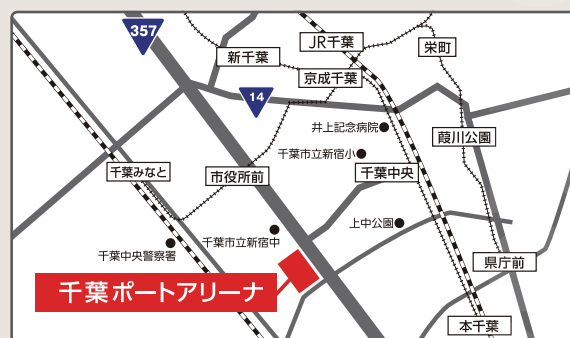 357
JR千葉
栄町
新千葉
京成千葉
14
井上記念病院
葭川公園
千葉市立新宿小
千葉みなと
市役所前
千葉中央
上中公園
千葉市立新宿中
千葉中央警察署
県庁前
千葉ポートアリーナ
本千葉